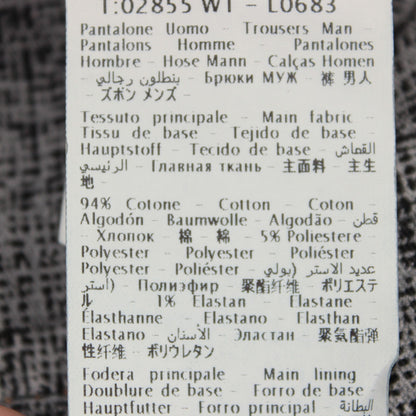 T:02855 WT - L0683
Pantalone Uomo - Trousers Man -
Pantalons Homme - Pantalones
Hombre - Hose Mann - Calças Homen
- بنطلون رجالي - Брюки МУЖ - 裤 男人
- ズボン メンズ -
Tessuto principale - Main fabric -
Tissu de base - Tejido de base -
Hauptstoff - Tecido de base - القماش
الرئيسي - Главная ткань - 主面料 - 主生
地 -
94% Cotone - Cotton - Coton -
Algodón - Baumwolle - Algodão - قطن
- Хлопок - 棉 - 綿 - 5% Poliestere -
Polyester - Polyester - Poliéster -
Polyester - Poliéster - عديد الاستر (بولي
استر) - Полиэфир - 聚酯纤维 - ポリエステ
ル - 1% Elastan - Elastane -
Élasthanne - Elastano - Elasthan -
Elastano - الأستان - Эластан - 聚氨酯弹
性纤维 - ポリウレタン
Fodera principale - Main lining -
Doublure de base - Forro de base -
Hauptfutter - Forro principal - البطانة